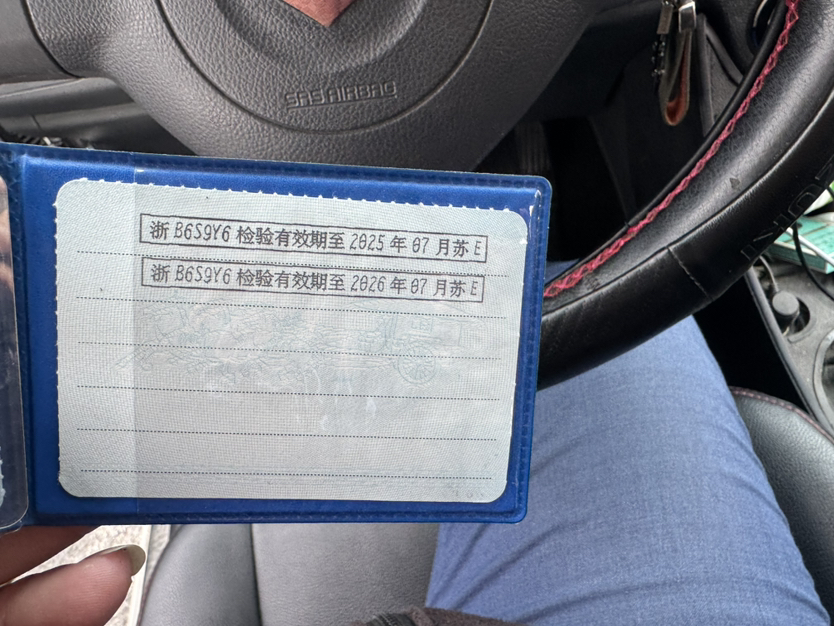 SRS AIRBAG
浙 B6S9Y6 检验有效期至 2025 年 07 月苏 E
浙 B6S9Y6 检验有效期至 2026 年 07 月苏 E